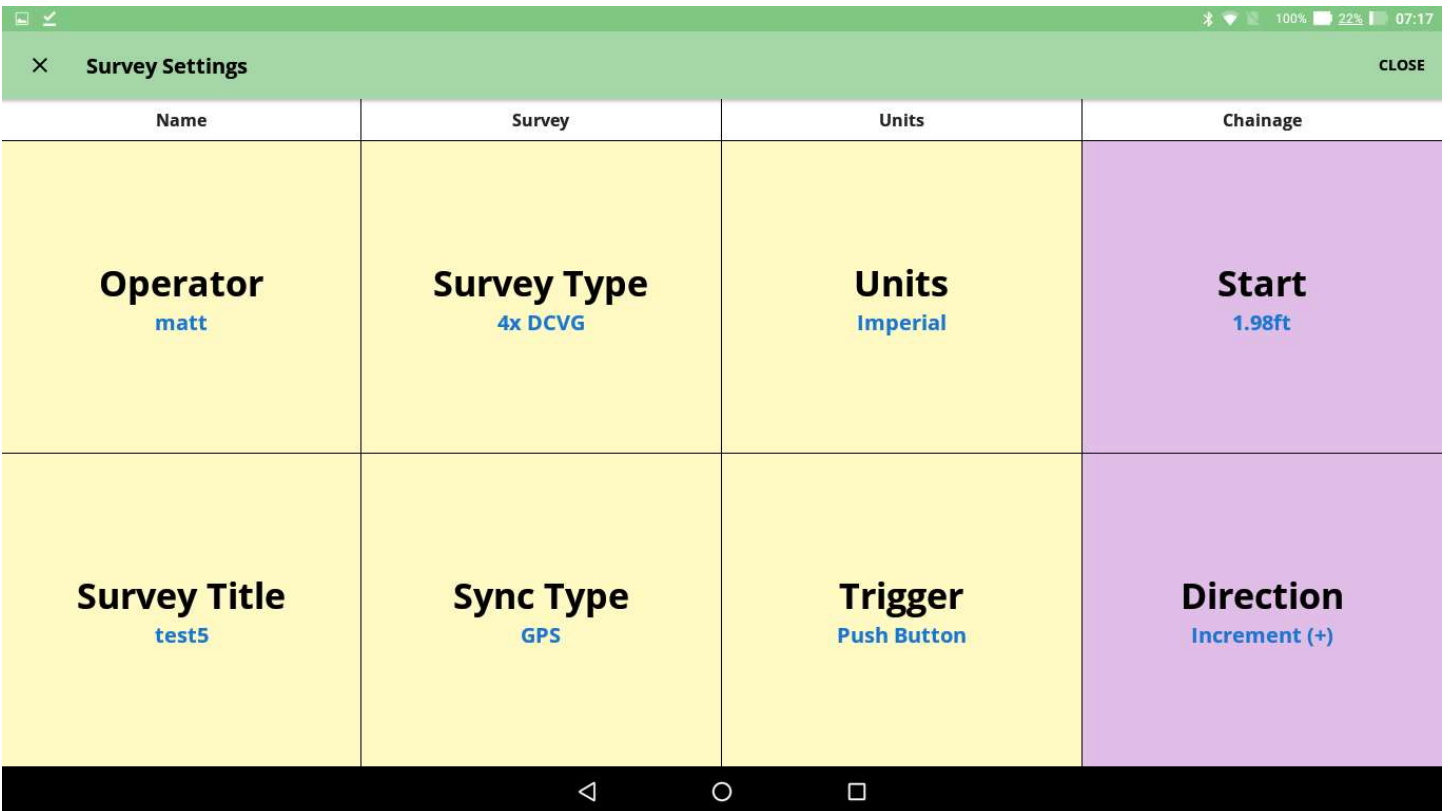 100% 22% 07:17
Survey Settings CLOSE
Name Survey Units Chainage
Operator Survey Type Units Start
matt 4x DCVG Imperial 1.98ft
Survey Title Sync Type Trigger Direction
test5 GPS Push Button Increment (+)